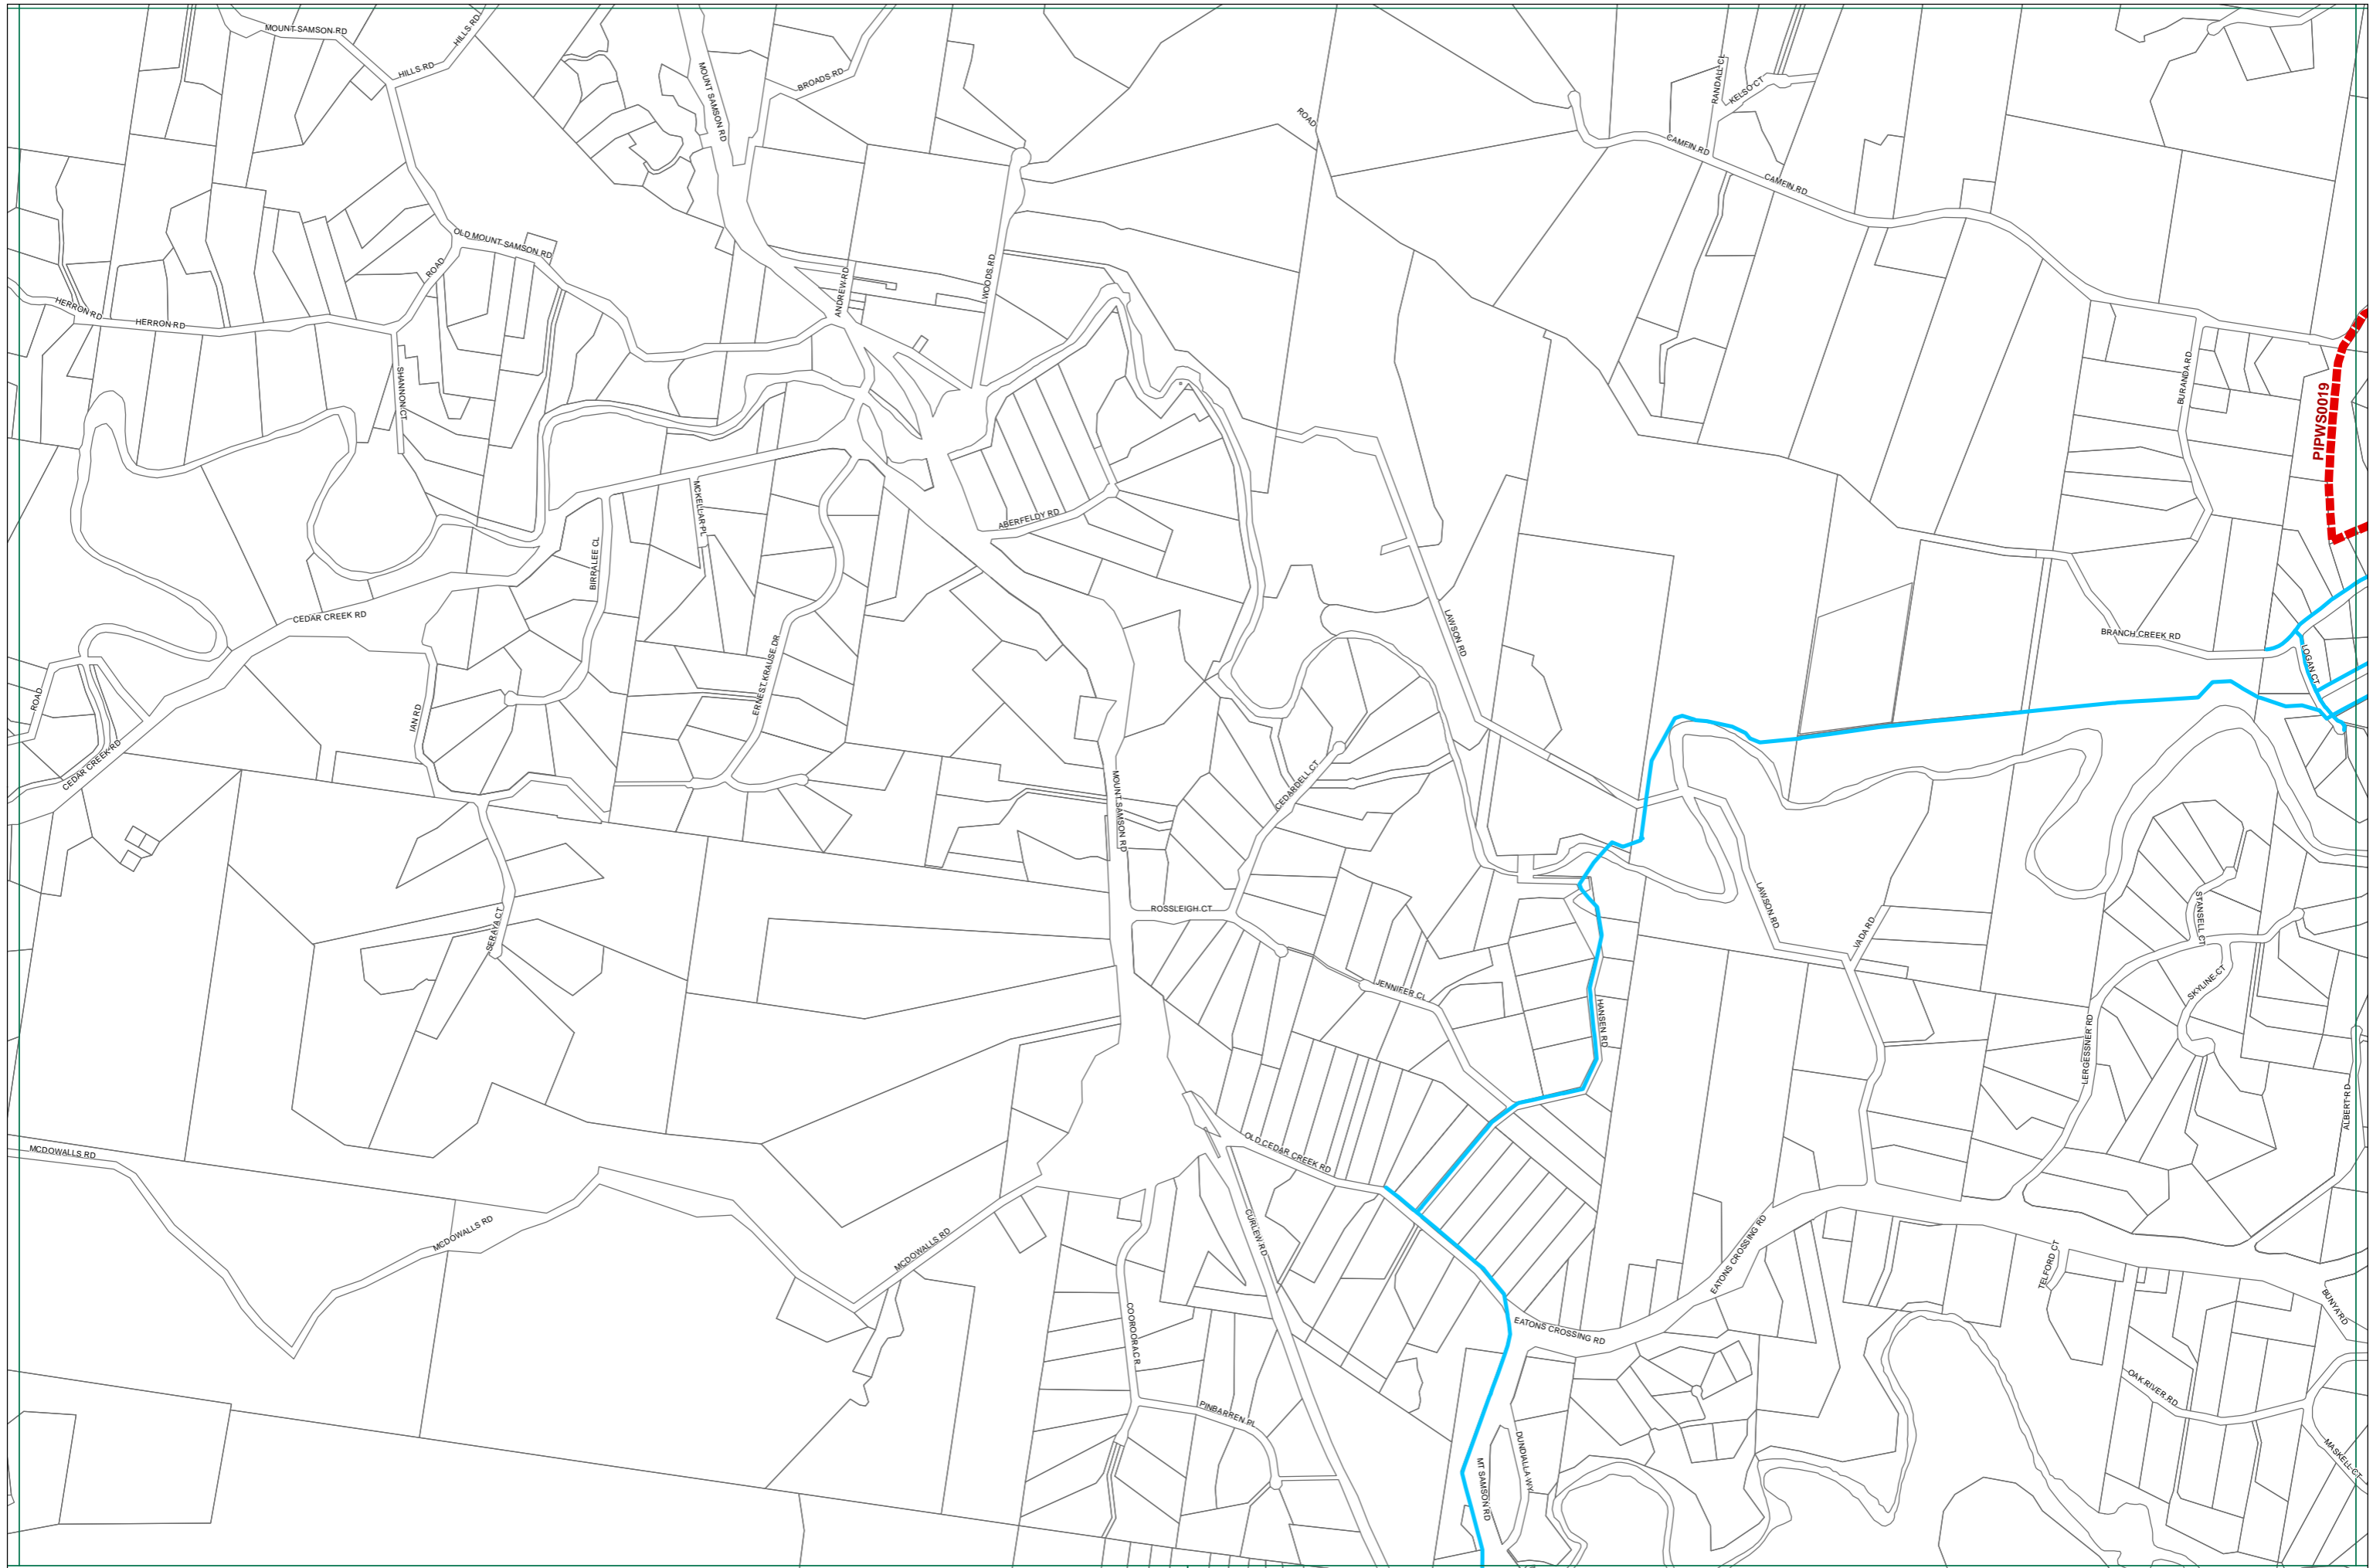 MOUNT SAMSON RD
HILLS RD
HILLS RD
MOUNT SAMSON RD
BROADS RD
ROAD
RANDALL CL
KELSO CT
CAMFIN RD
CAMFIN RD
OLD MOUNT SAMSON RD
ROAD
HERRON RD
HERRON RD
ANDREW RD
WOODS RD
SHANNON CT
BURANDA RD
PIPWS0019
MCKELLAR PL
ABERFELDY RD
BIRRALEE CL
CEDAR CREEK RD
LAWSON RD
BRANCH CREEK RD
LOGAN CT
ERNEST KRAUSE DR
ROAD
IAN RD
CEDAR CREEK RD
CEDARDELL CT
MOUNT SAMSON RD
ROSSLEIGH CT
LAWSON RD
VADA RD
STANSELL CT
SERAYA CT
JENNIFER CL
SKYLINE CT
HANSEN RD
LERGESSNER RD
ALBERT RD
MCDOWALLS RD
OLD CEDAR CREEK RD
MCDOWALLS RD
MCDOWALLS RD
CURLEW RD
EATONS CROSSING RD
TELFORD CT
BUNYA RD
COOROORA CR
EATONS CROSSING RD
OAK RIVER RD
PINBARREN PL
DUNDIALLA WY
MT SAMSON RD
MASKELL CT